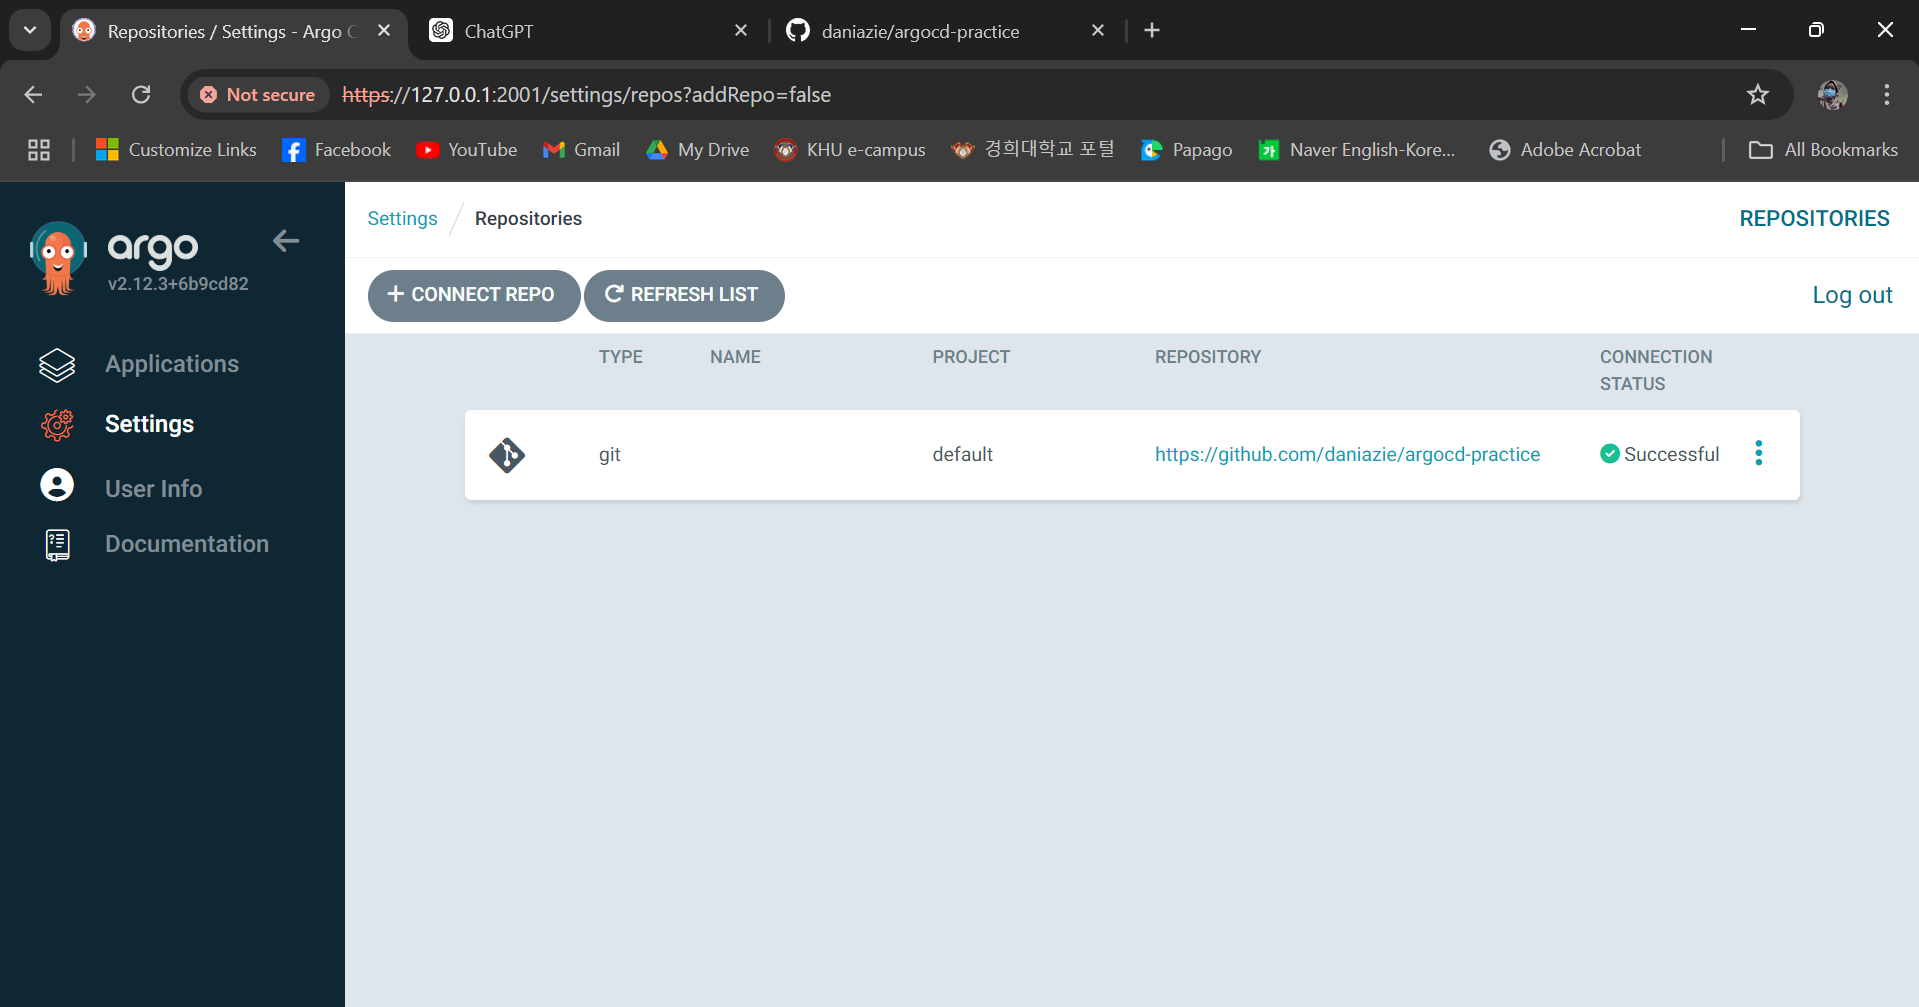 Repositories / Settings - Argo C
ChatGPT
daniazie/argocd-practice
Not secure
https://127.0.0.1:2001/settings/repos?addRepo=false
Customize Links
Facebook
YouTube
Gmail
My Drive
KHU e-campus
경희대학교 포털
Papago
Naver English-Kore...
Adobe Acrobat
All Bookmarks
argo
v2.12.3+6b9cd82
Applications
Settings
User Info
Documentation
Settings / Repositories
REPOSITORIES
+ CONNECT REPO
REFRESH LIST
Log out
TYPE NAME PROJECT REPOSITORY CONNECTION STATUS
git default https://github.com/daniazie/argocd-practice Successful